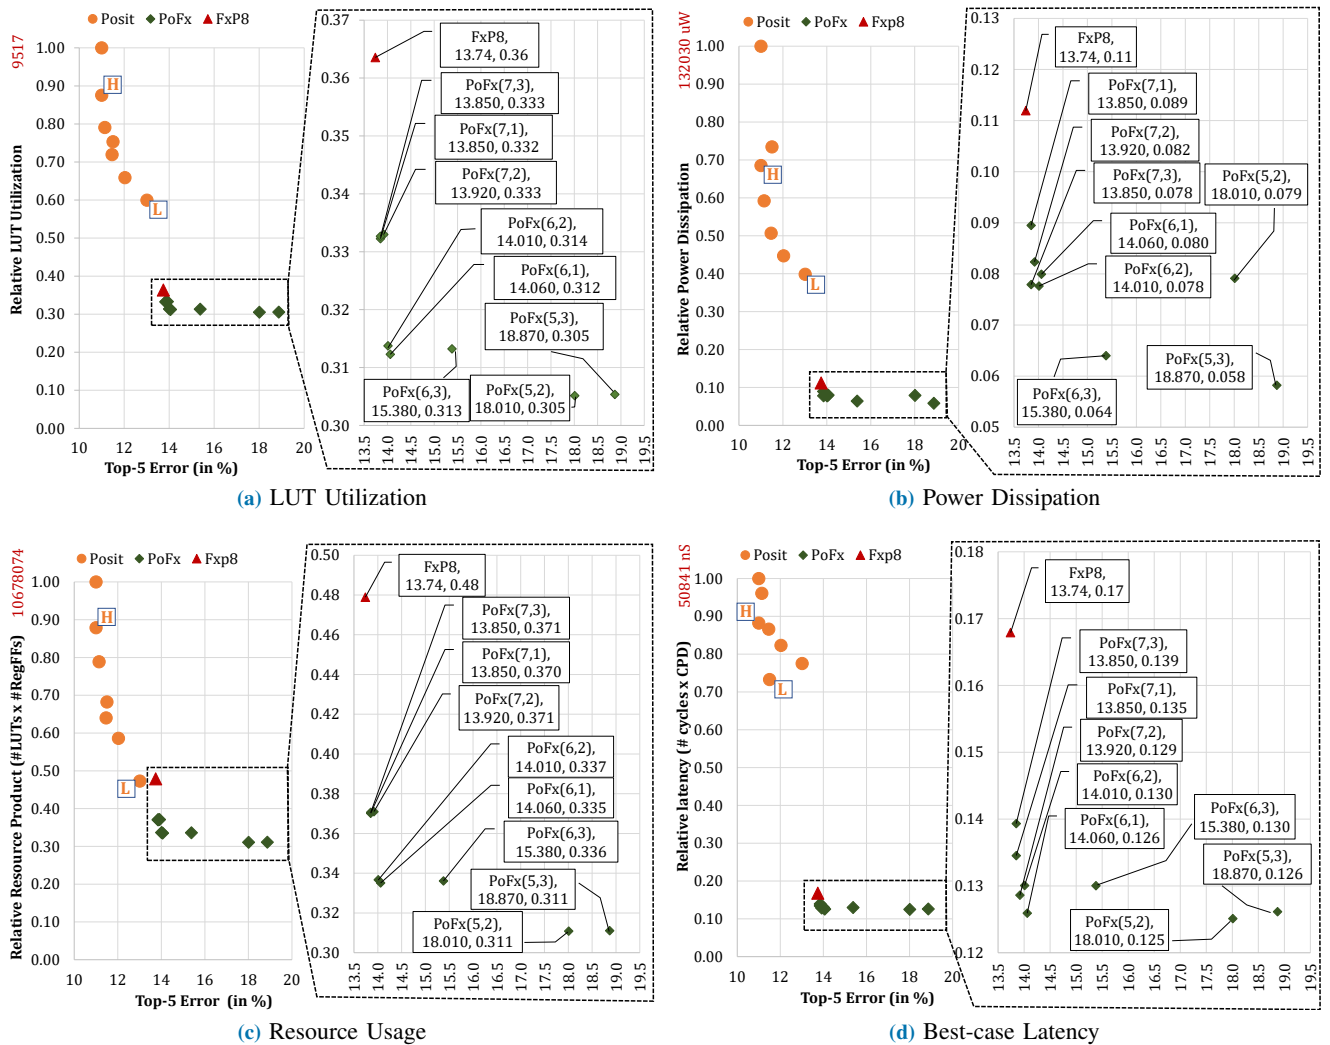 Posit PoFx FxP8
9517
Relative LUT Utilization
1.00
0.90
0.80
0.70
0.60
0.50
0.40
0.30
0.20
0.10
0.00
H
L
10 12 14 16 18 20
Top-5 Error (in %)
0.37
0.36
0.35
0.34
0.33
0.32
0.31
0.30
FxP8,
13.74, 0.36
PoFx(7,3),
13.850, 0.333
PoFx(7,1),
13.850, 0.332
PoFx(7,2),
13.920, 0.333
PoFx(6,2),
14.010, 0.314
PoFx(6,1),
14.060, 0.312
PoFx(5,3),
18.870, 0.305
PoFx(6,3),
15.380, 0.313
PoFx(5,2),
18.010, 0.305
13.5 14.0 14.5 15.0 15.5 16.0 16.5 17.0 17.5 18.0 18.5 19.0 19.5
(a) LUT Utilization
Posit PoFx FxP8
132030 uW
Relative Power Dissipation
1.00
0.90
0.80
0.70
0.60
0.50
0.40
0.30
0.20
0.10
0.00
H
L
10 12 14 16 18 20
Top-5 Error (in %)
0.13
0.12
0.11
0.10
0.09
0.08
0.07
0.06
0.05
FxP8,
13.74, 0.11
PoFx(7,1),
13.850, 0.089
PoFx(7,2),
13.920, 0.082
PoFx(7,3),
13.850, 0.078
PoFx(5,2),
18.010, 0.079
PoFx(6,1),
14.060, 0.080
PoFx(6,2),
14.010, 0.078
PoFx(5,3),
18.870, 0.058
PoFx(6,3),
15.380, 0.064
13.5 14.0 14.5 15.0 15.5 16.0 16.5 17.0 17.5 18.0 18.5 19.0 19.5
(b) Power Dissipation
Posit PoFx Fxp8
10678074
Relative Resource Product (#LUTs x #RegFFs)
1.00
0.90
0.80
0.70
0.60
0.50
0.40
0.30
0.20
0.10
0.00
H
L
10 12 14 16 18 20
Top-5 Error (in %)
0.50
0.48
0.46
0.44
0.42
0.40
0.38
0.36
0.34
0.32
0.30
FxP8,
13.74, 0.48
PoFx(7,3),
13.850, 0.371
PoFx(7,1),
13.850, 0.370
PoFx(7,2),
13.920, 0.371
PoFx(6,2),
14.010, 0.337
PoFx(6,1),
14.060, 0.335
PoFx(6,3),
15.380, 0.336
PoFx(5,3),
18.870, 0.311
PoFx(5,2),
18.010, 0.311
13.5 14.0 14.5 15.0 15.5 16.0 16.5 17.0 17.5 18.0 18.5 19.0 19.5
(c) Resource Usage
Posit PoFx Fxp8
50841 nS
Relative latency (# cycles x CPD)
1.00
0.90
0.80
0.70
0.60
0.50
0.40
0.30
0.20
0.10
0.00
H
L
10 12 14 16 18 20
Top-5 Error (in %)
0.18
0.17
0.16
0.15
0.14
0.13
0.12
FxP8,
13.74, 0.17
PoFx(7,3),
13.850, 0.139
PoFx(7,1),
13.850, 0.135
PoFx(7,2),
13.920, 0.129
PoFx(6,2),
14.010, 0.130
PoFx(6,1),
14.060, 0.126
PoFx(6,3),
15.380, 0.130
PoFx(5,3),
18.870, 0.126
PoFx(5,2),
18.010, 0.125
13.5 14.0 14.5 15.0 15.5 16.0 16.5 17.0 17.5 18.0 18.5 19.0 19.5
(d) Best-case Latency